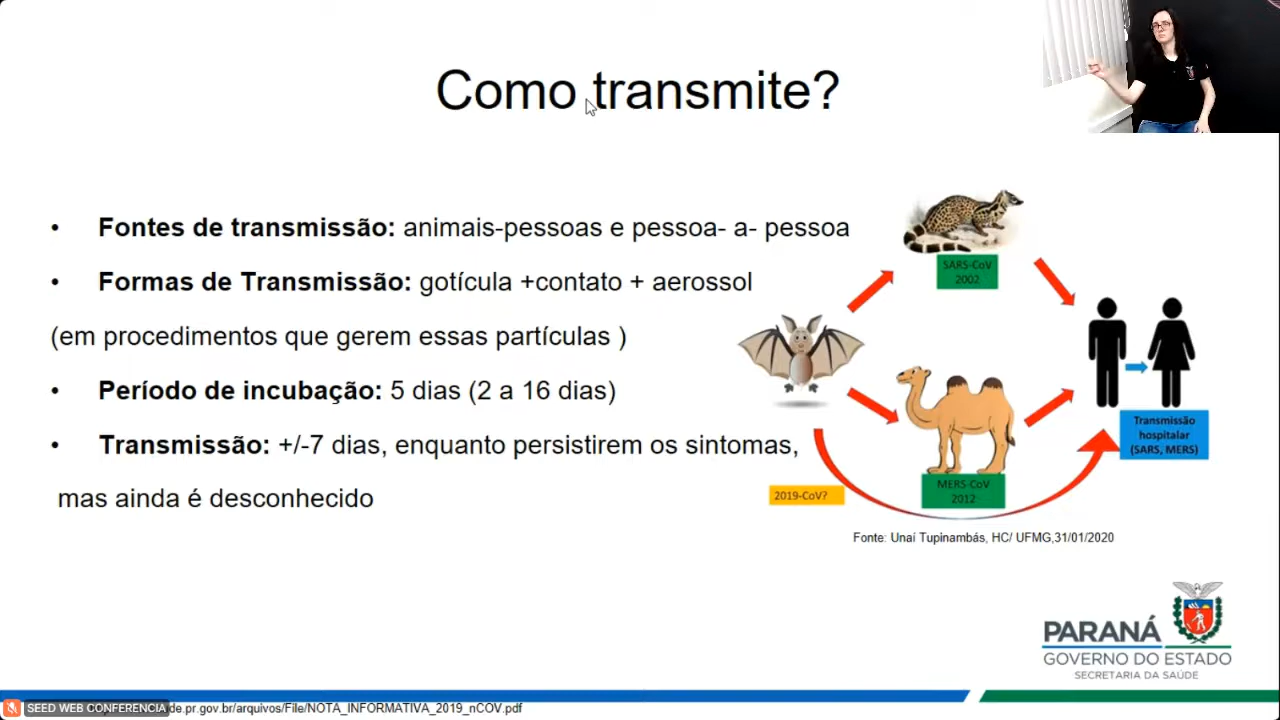 Como transmite?
• Fontes de transmissão: animais-pessoas e pessoa- a- pessoa
• Formas de Transmissão: gotícula +contato + aerossol
(em procedimentos que gerem essas partículas )
• Período de incubação: 5 dias (2 a 16 dias)
• Transmissão: +/-7 dias, enquanto persistirem os sintomas,
mas ainda é desconhecido
SARS-CoV
2002
Transmissão
hospitalar
(SARS, MERS)
MERS-CoV
2012
2019-CoV?
Fonte: Unaí Tupinambás, HC/ UFMG,31/01/2020
PARANÁ
GOVERNO DO ESTADO
SECRETARIA DA SAÚDE
SEED WEB CONFERENCIA
de.pr.gov.br/arquivos/File/NOTA_INFORMATIVA_2019_nCOV.pdf